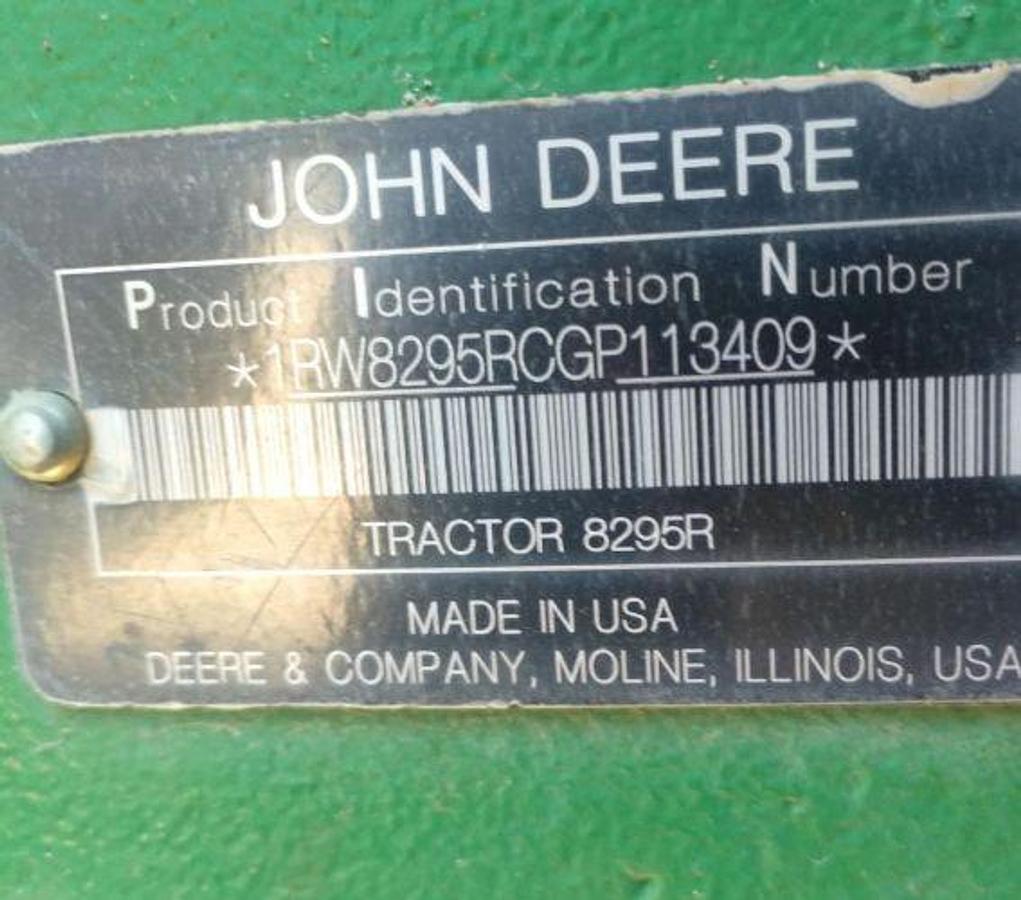 JOHN DEERE
Product Identification Number
*1RW8295RCGP113409*
TRACTOR 8295R
MADE IN USA
DEERE & COMPANY, MOLINE, ILLINOIS, USA